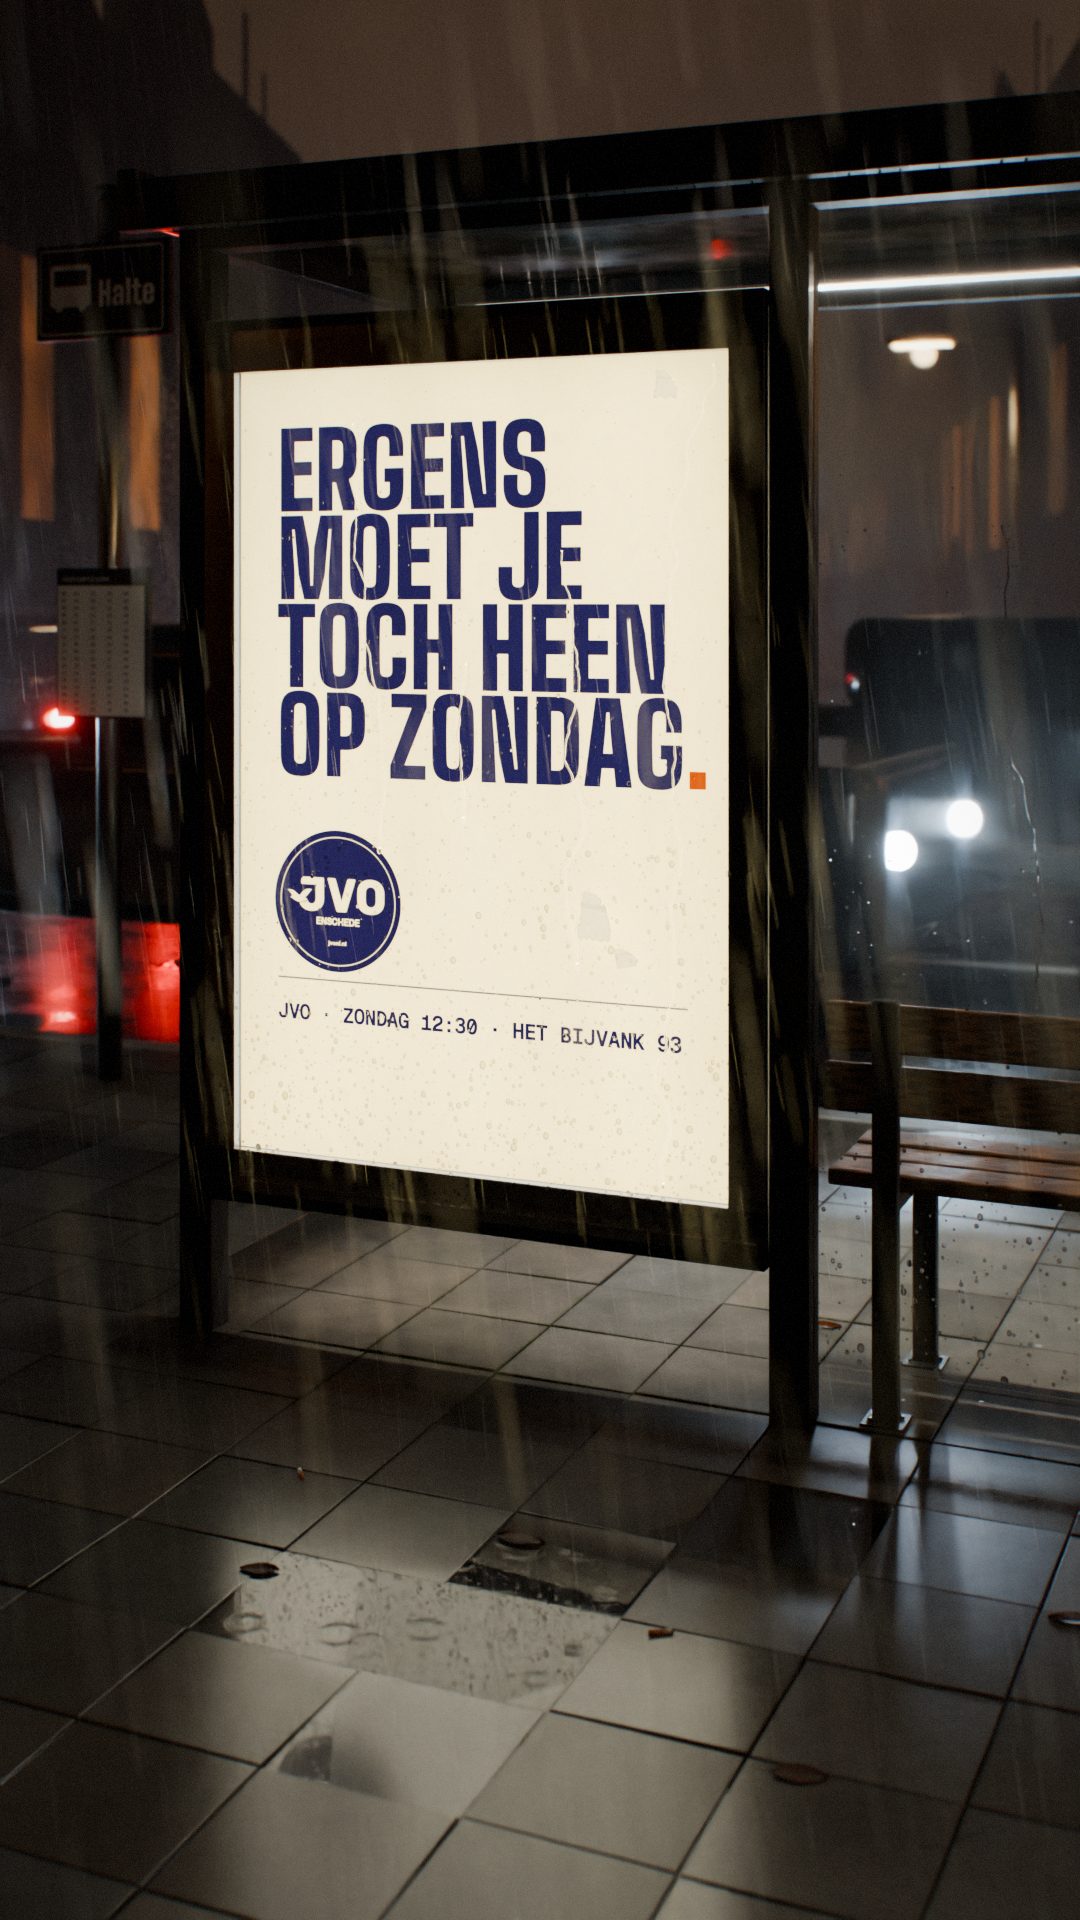 Halte
ERGENS
MOET JE
TOCH HEEN
OP ZONDAG.
JVO
ENSCHEDE
JVO · ZONDAG 12:30 · HET BIJVANK 93